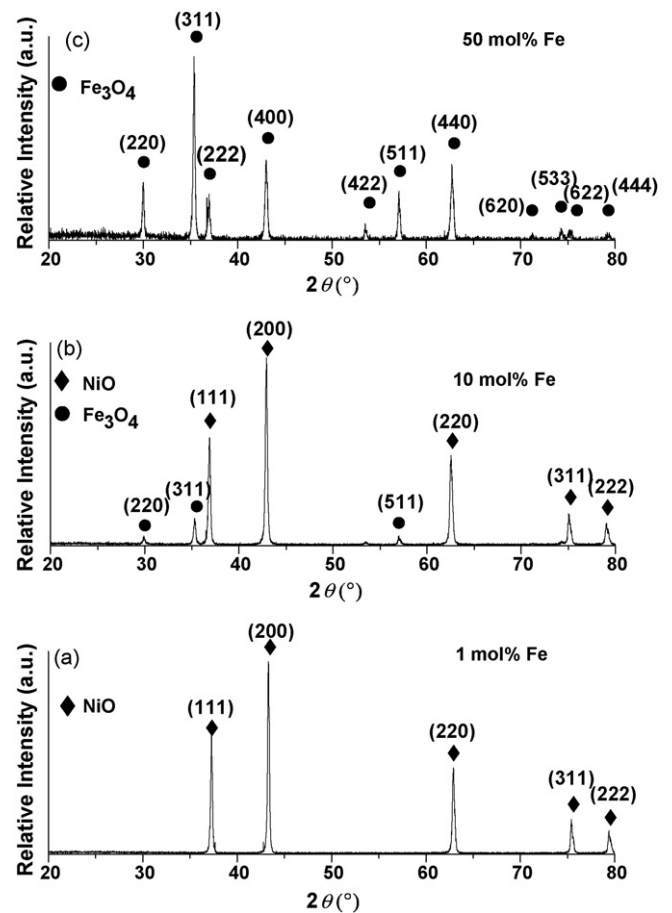 (c)
(311)
50 mol% Fe
Fe3O4
(220)
(222)
(400)
(422)
(511)
(440)
(620)
(533)
(622)
(444)
Relative Intensity (a.u.)
20 30 40 50 60 70 80
2θ(°)
(b)
(200)
10 mol% Fe
NiO
Fe3O4
(111)
(220)
(220)
(311)
(511)
(311)
(222)
Relative Intensity (a.u.)
20 30 40 50 60 70 80
2θ(°)
(a)
(200)
1 mol% Fe
NiO
(111)
(220)
(311)
(222)
Relative Intensity (a.u.)
20 30 40 50 60 70 80
2θ(°)